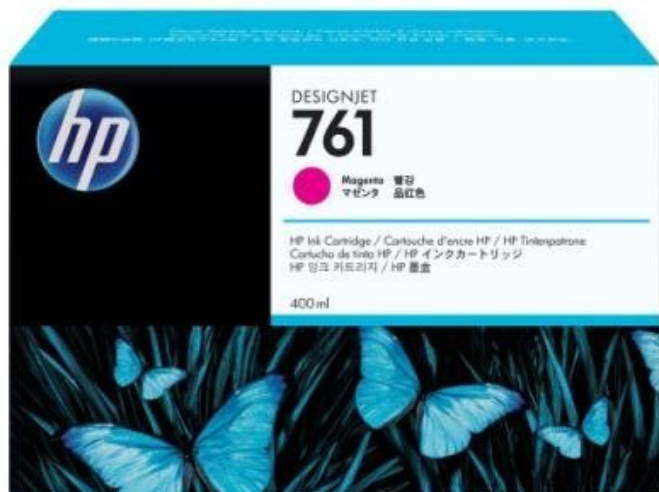 hp
DESIGNJET
761
Magenta 빨강
マゼンタ 品紅色
HP Ink Cartridge / Cartouche d'encre HP / HP Tintenpatrone
Cartucho de tinta HP / HP インクカートリッジ
HP 잉크 카트리지 / HP 墨盒
400 ml